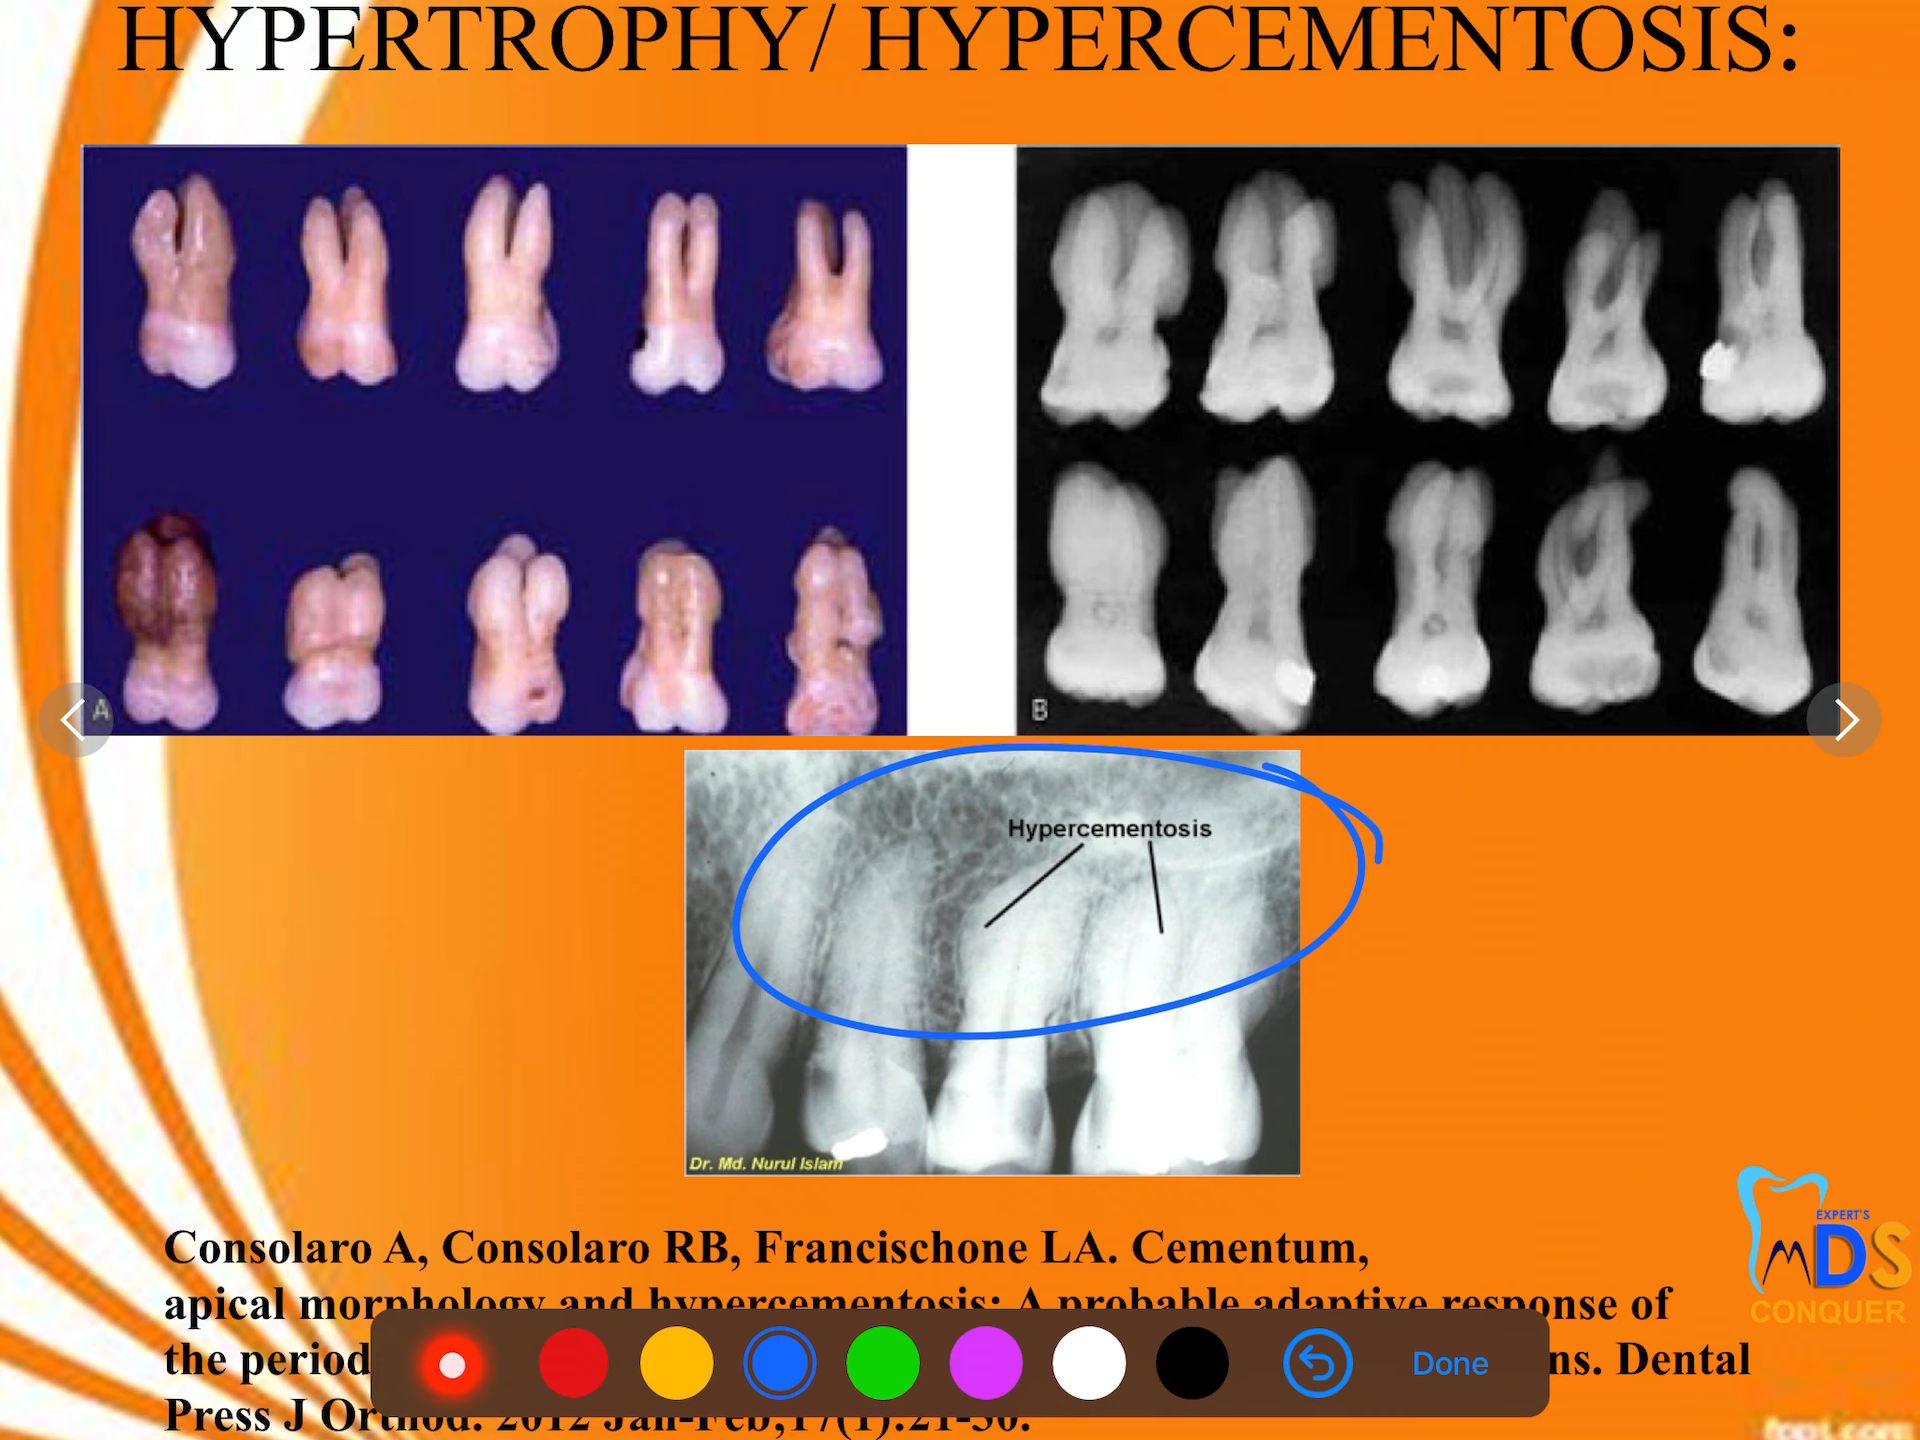 HYPERTROPHY/ HYPERCEMENTOSIS:
A
B
Hypercementosis
Dr. Md. Nurul Islam
Consolaro A, Consolaro RB, Francischone LA. Cementum,
apical morphology and hypercementosis: A probable adaptive response of
the period
ns. Dental
Press J Orthod. 2012 Jan-Feb;17(1):21-30.
EXPERT'S
MDS
CONQUER
Done